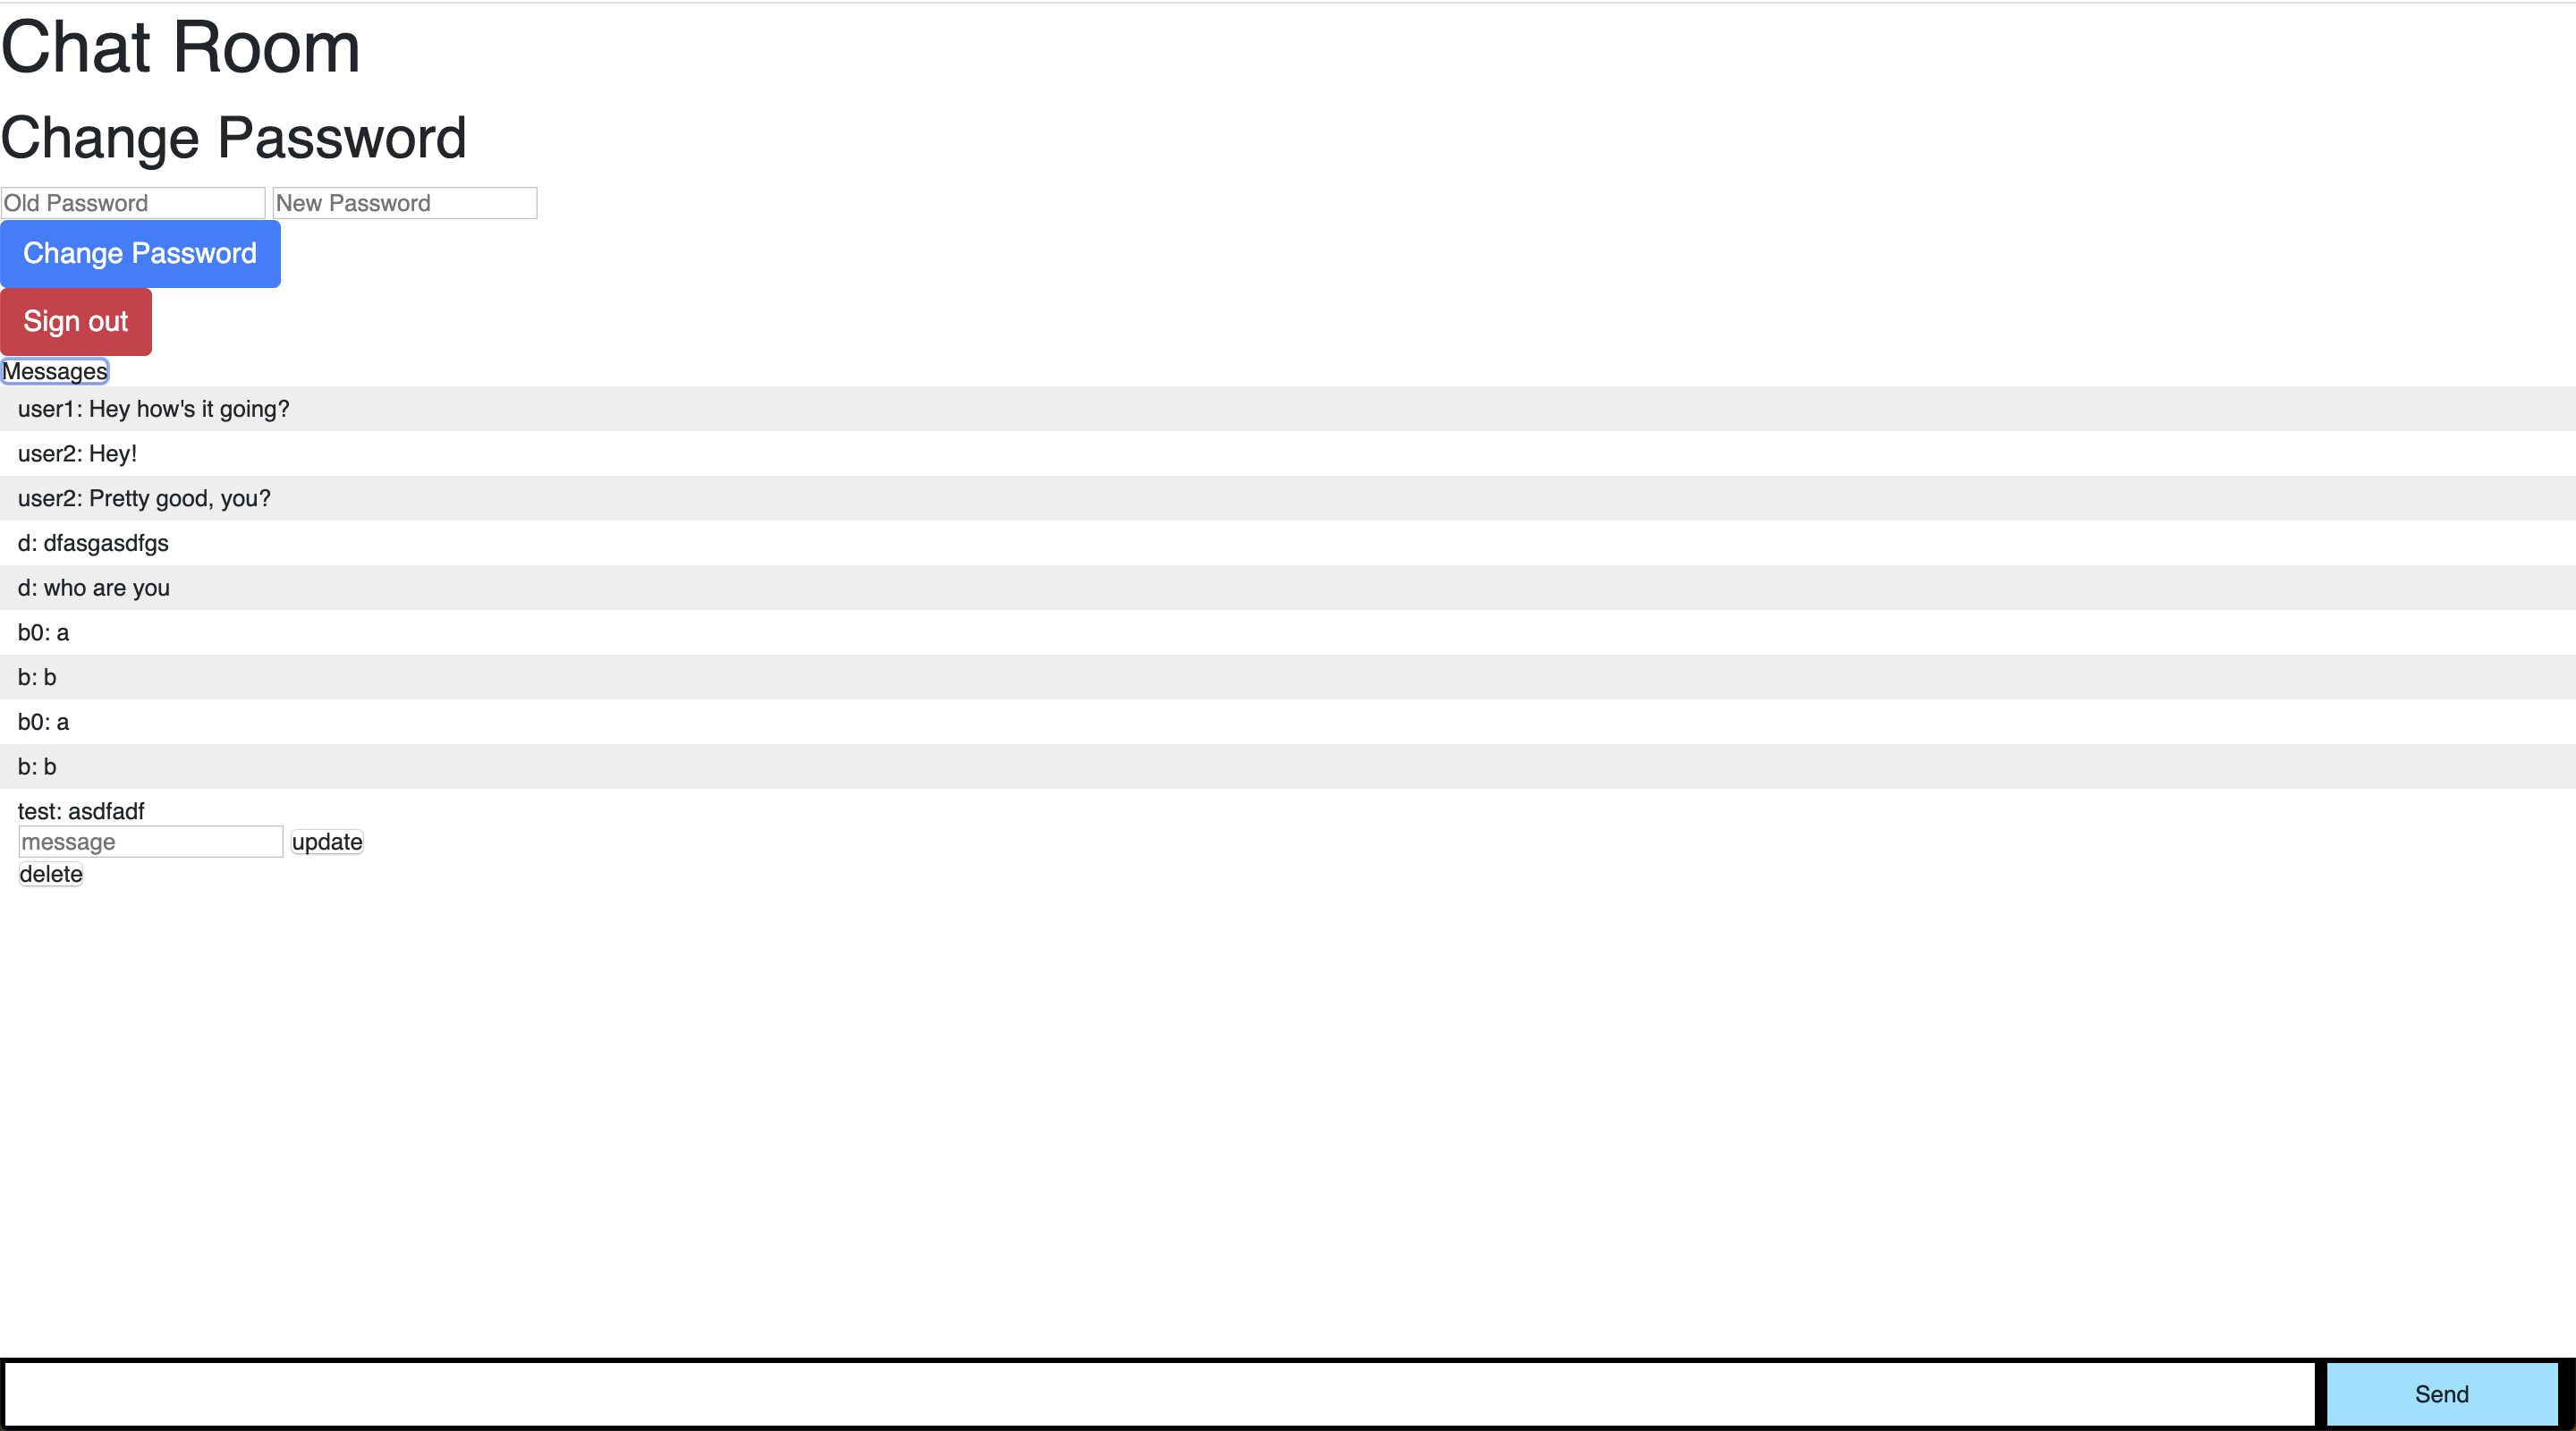 Chat Room
Change Password
Old Password New Password
Change Password
Sign out
Messages
user1: Hey how's it going?
user2: Hey!
user2: Pretty good, you?
d: dfasgasdfgs
d: who are you
b0: a
b: b
b0: a
b: b
test: asdfadf
message update
delete
Send